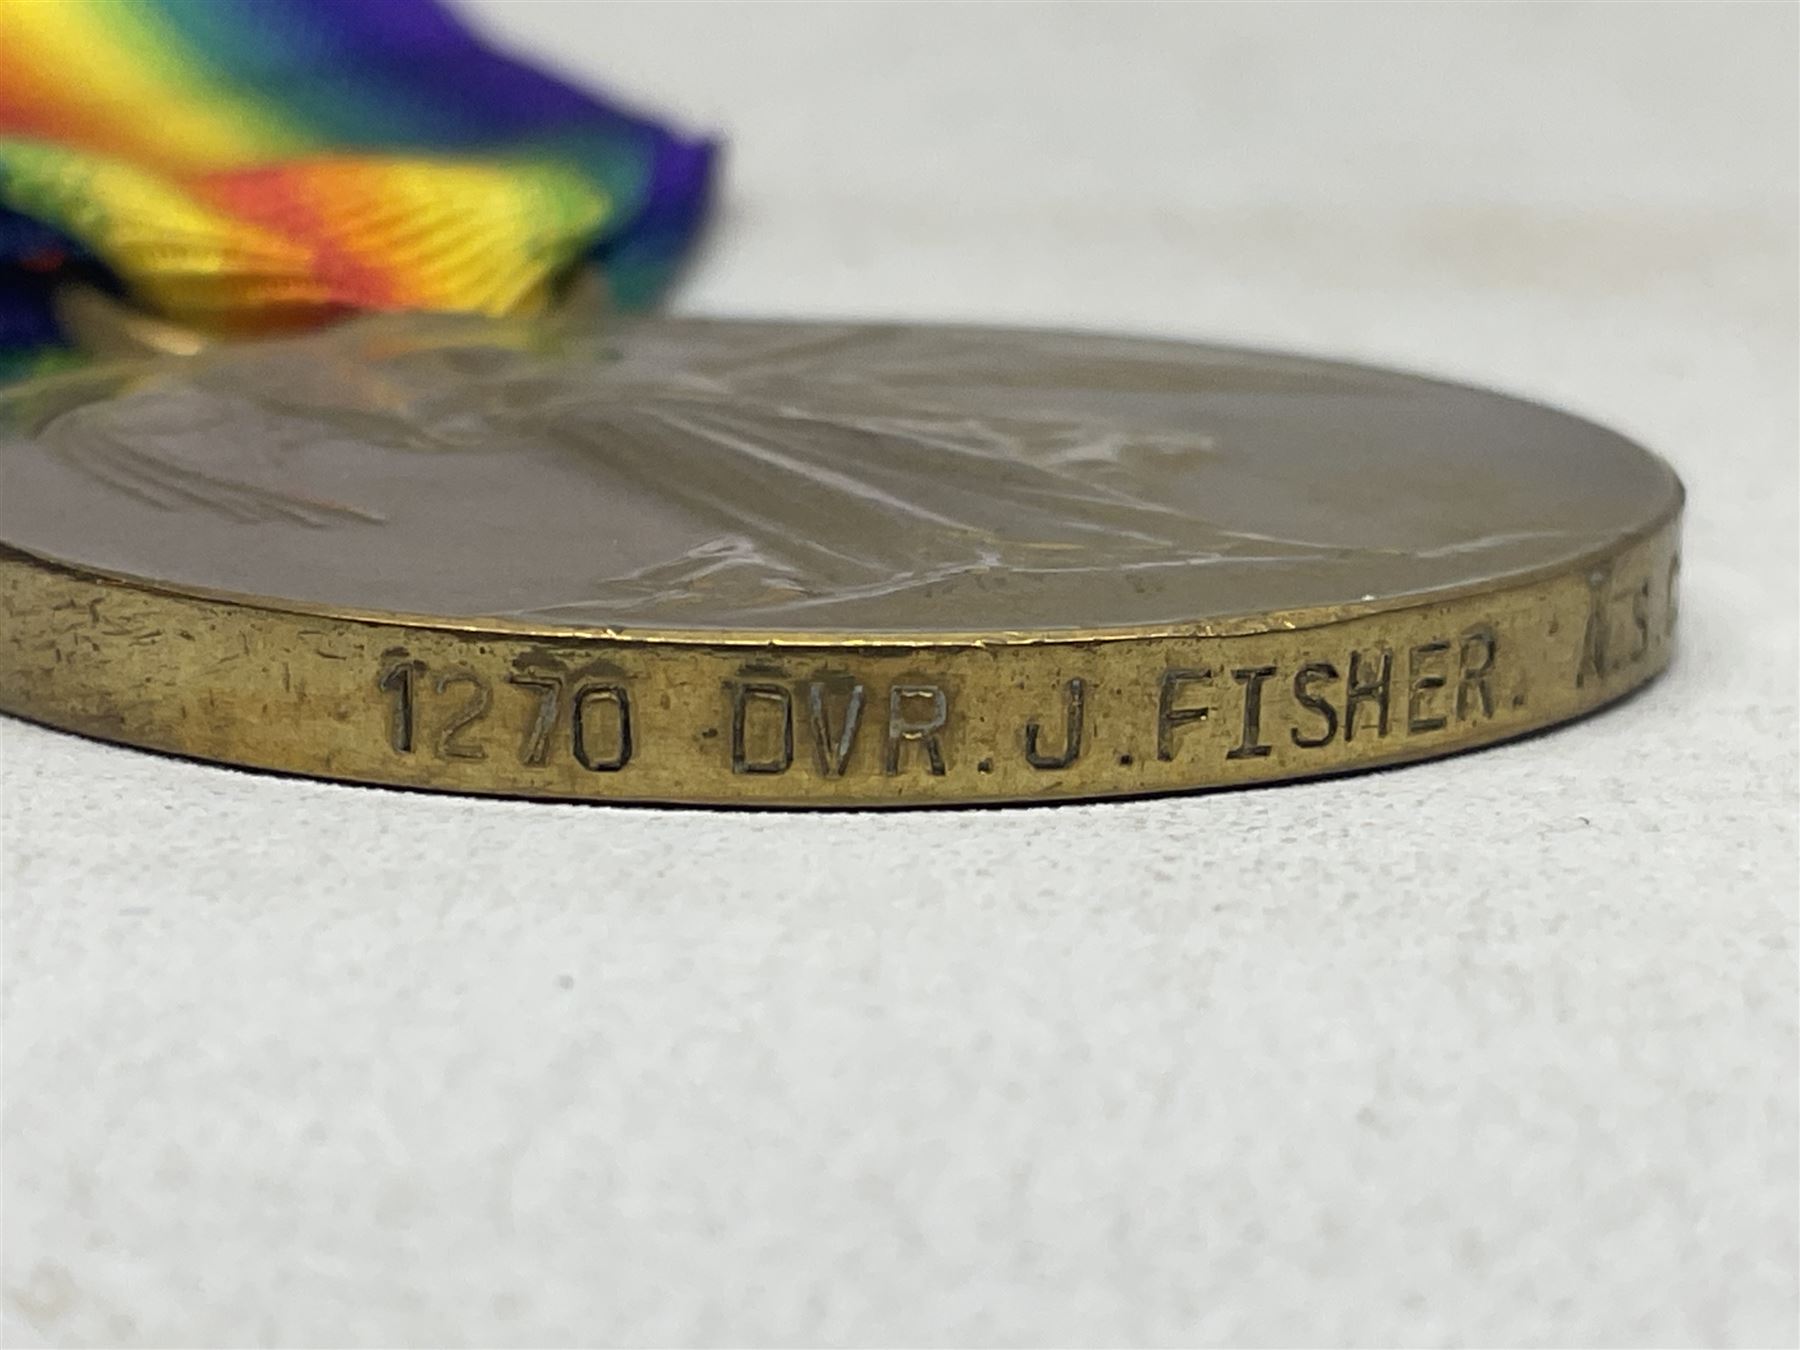 1270 DVR. J. FISHER. N.S.